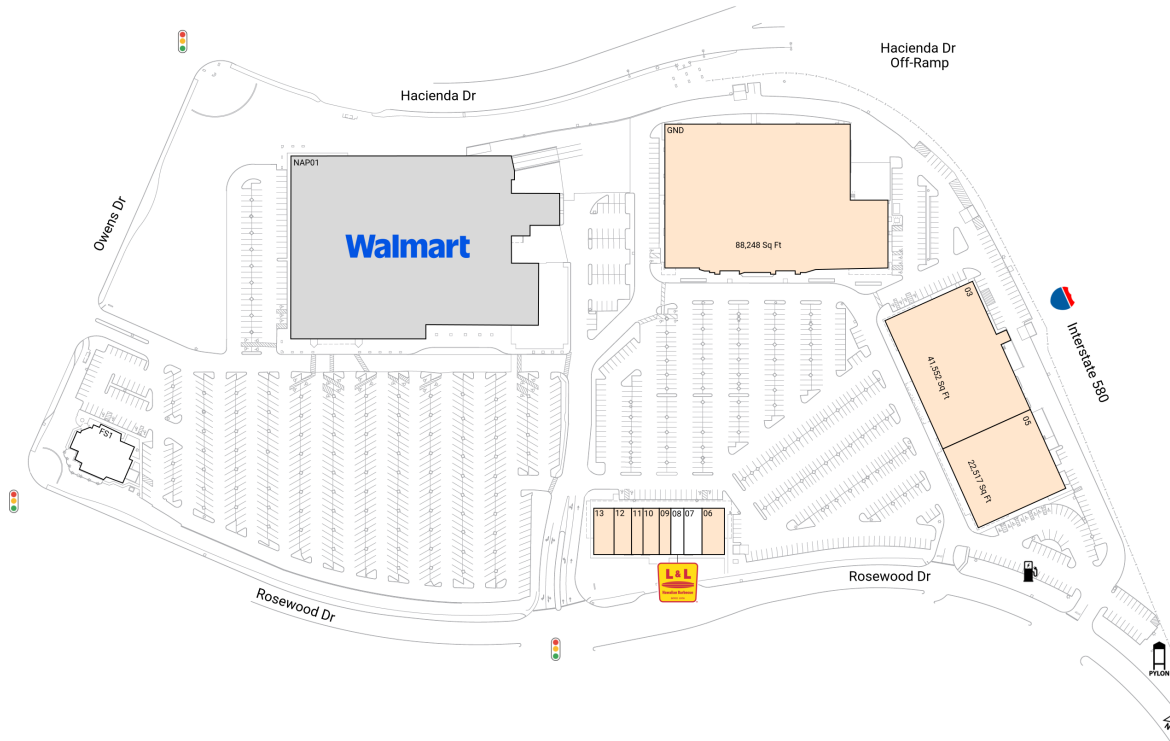 Hacienda Dr
Off-Ramp
Hacienda Dr
GND
NAP01
Owens Dr
Walmart
88,248 Sq Ft
03
Interstate 580
41,552 Sq Ft
05
FS1
22,517 Sq Ft
13
12
11
10
09
08
07
06
L & L
Hawaiian Barbecue
Rosewood Dr
Rosewood Dr
PYLON
N